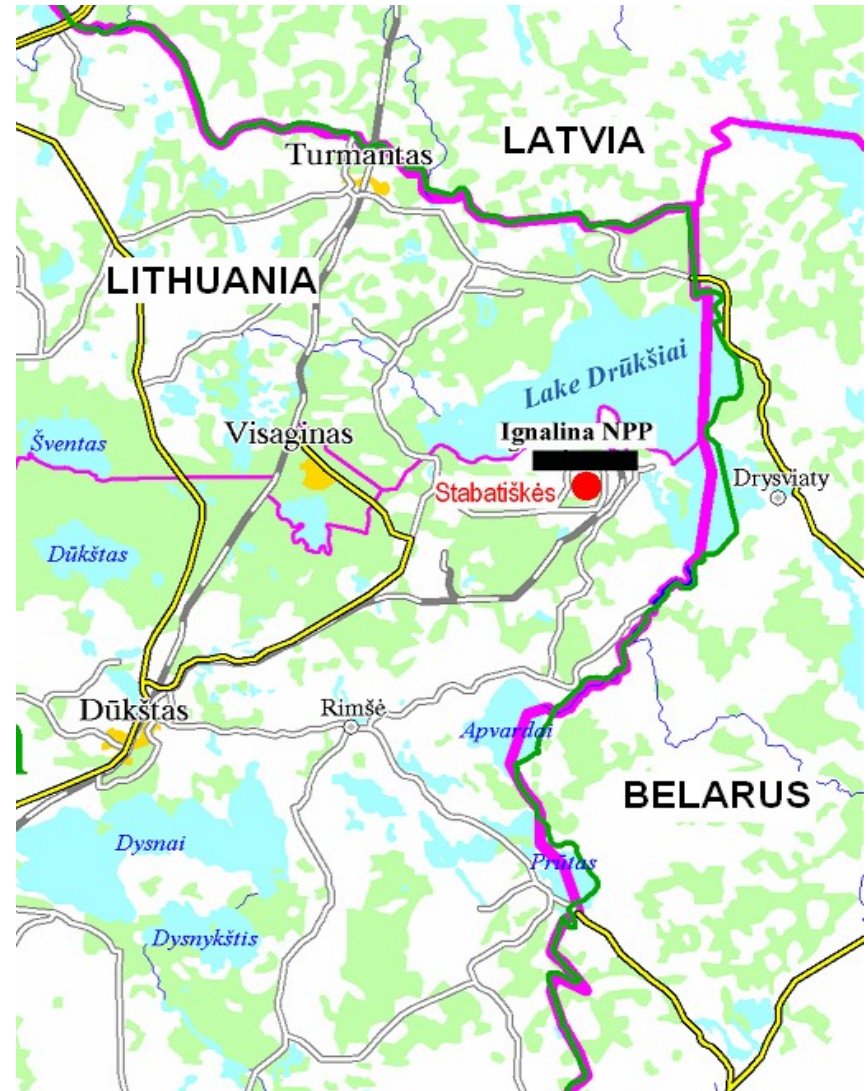 LATVIA
Turmantas
LITHUANIA
Lake Drūkšiai
Šventas
Visaginas
Ignalina NPP
Stabatiškės
Drysviaty
Dūkštas
Dūkštas
Rimšė
Apvardai
BELARUS
Dysnai
Prūtas
Dysnykštis